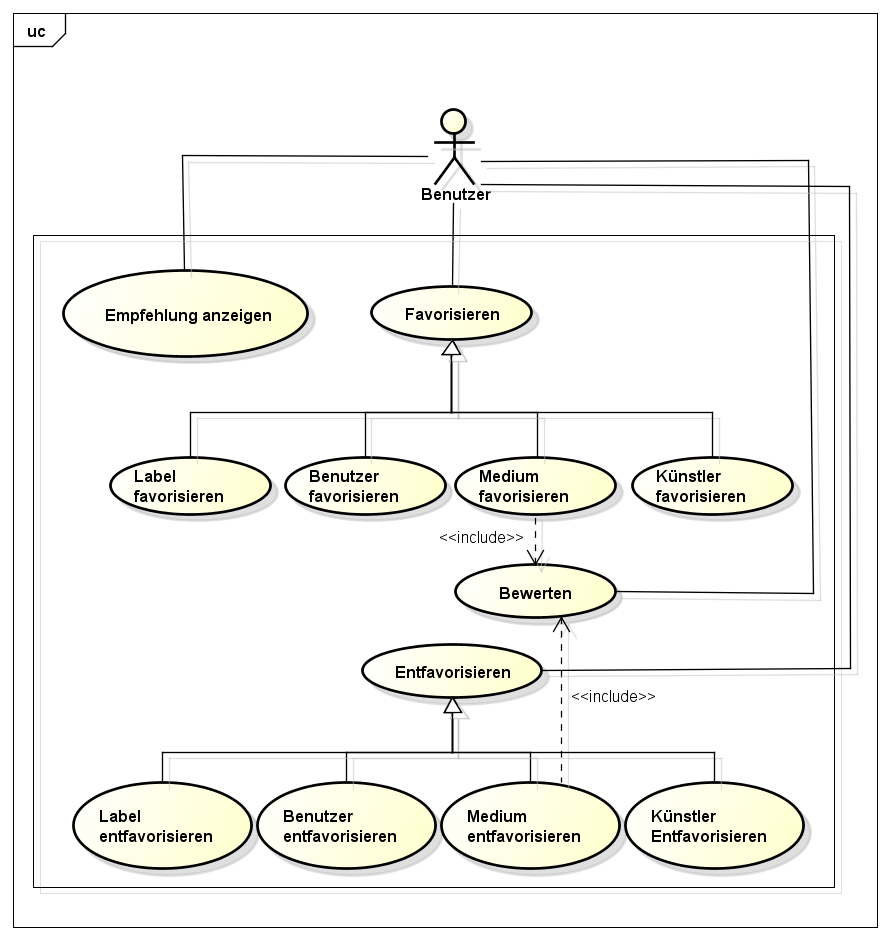 uc
Benutzer
Empfehlung anzeigen
Favorisieren
Label
favorisieren
Benutzer
favorisieren
Medium
favorisieren
Künstler
favorisieren
<<include>>
Bewerten
Entfavorisieren
<<include>>
Label
entfavorisieren
Benutzer
entfavorisieren
Medium
entfavorisieren
Künstler
Entfavorisieren